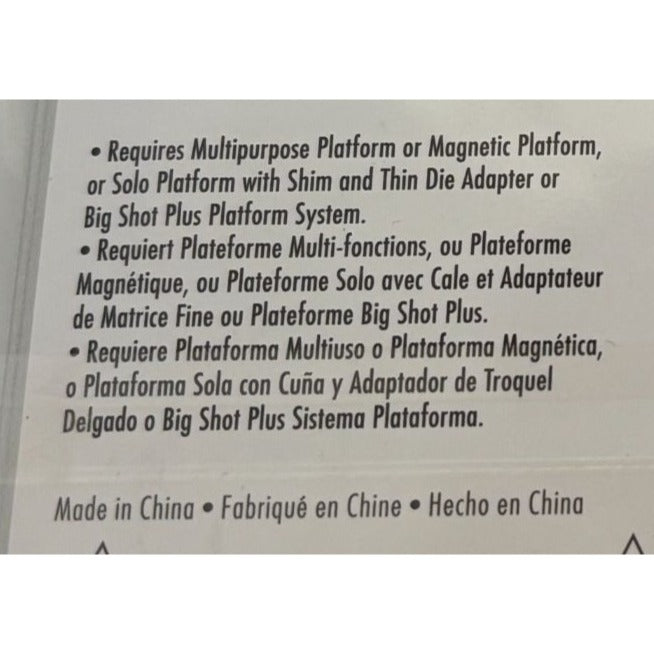 • Requires Multipurpose Platform or Magnetic Platform,
or Solo Platform with Shim and Thin Die Adapter or
Big Shot Plus Platform System.
• Requiert Plateforme Multi-fonctions, ou Plateforme
Magnétique, ou Plateforme Solo avec Cale et Adaptateur
de Matrice Fine ou Plateforme Big Shot Plus.
• Requiere Plataforma Multiuso o Plataforma Magnética,
o Plataforma Sola con Cuña y Adaptador de Troquel
Delgado o Big Shot Plus Sistema Plataforma.
Made in China • Fabriqué en Chine • Hecho en China